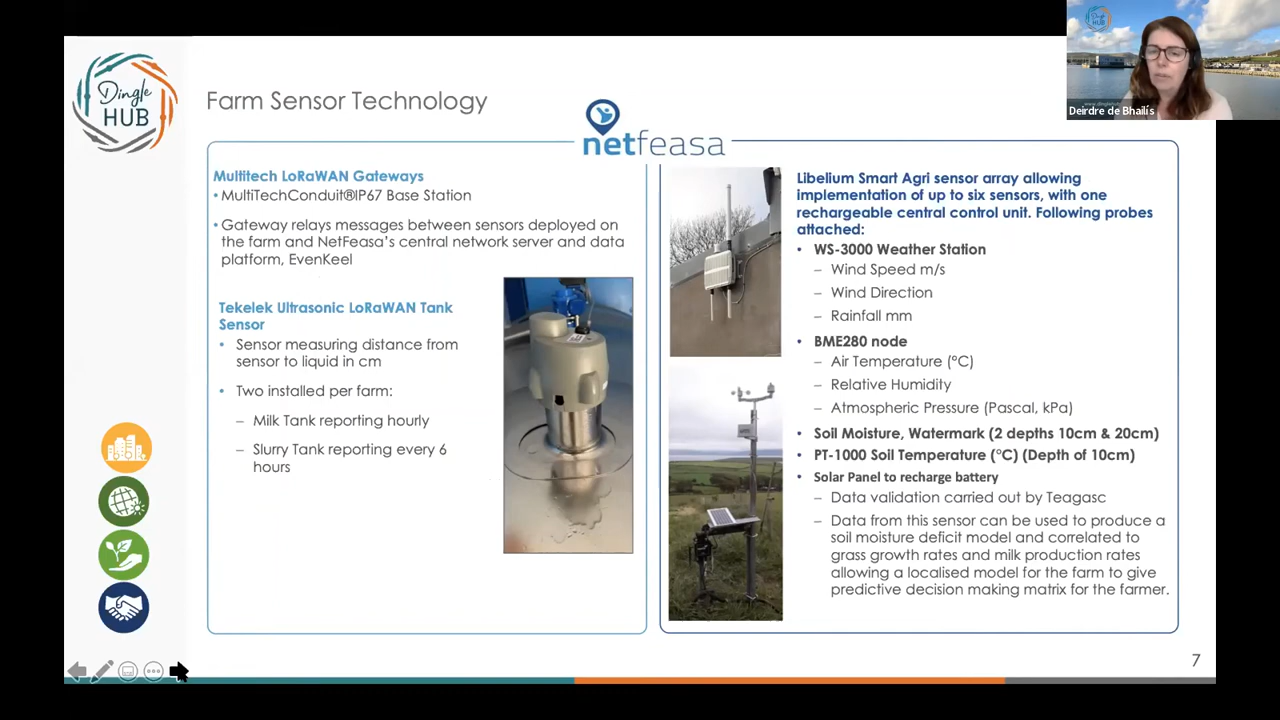 Dingle
HUB
Farm Sensor Technology
netfeasa
Multitech LoRaWAN Gateways
• MultiTechConduit®IP67 Base Station
• Gateway relays messages between sensors deployed on
the farm and NetFeasa's central network server and data
platform, EvenKeel
Tekelek Ultrasonic LoRaWAN Tank
Sensor
• Sensor measuring distance from
sensor to liquid in cm
• Two installed per farm:
– Milk Tank reporting hourly
– Slurry Tank reporting every 6
hours
Libelium Smart Agri sensor array allowing
implementation of up to six sensors, with one
rechargeable central control unit. Following probes
attached:
• WS-3000 Weather Station
– Wind Speed m/s
– Wind Direction
– Rainfall mm
• BME280 node
– Air Temperature (°C)
– Relative Humidity
– Atmospheric Pressure (Pascal, kPa)
• Soil Moisture, Watermark (2 depths 10cm & 20cm)
• PT-1000 Soil Temperature (°C) (Depth of 10cm)
• Solar Panel to recharge battery
– Data validation carried out by Teagasc
– Data from this sensor can be used to produce a
soil moisture deficit model and correlated to
grass growth rates and milk production rates
allowing a localised model for the farm to give
predictive decision making matrix for the farmer.
7
Dingle
HUB
Deirdre de Bhailís